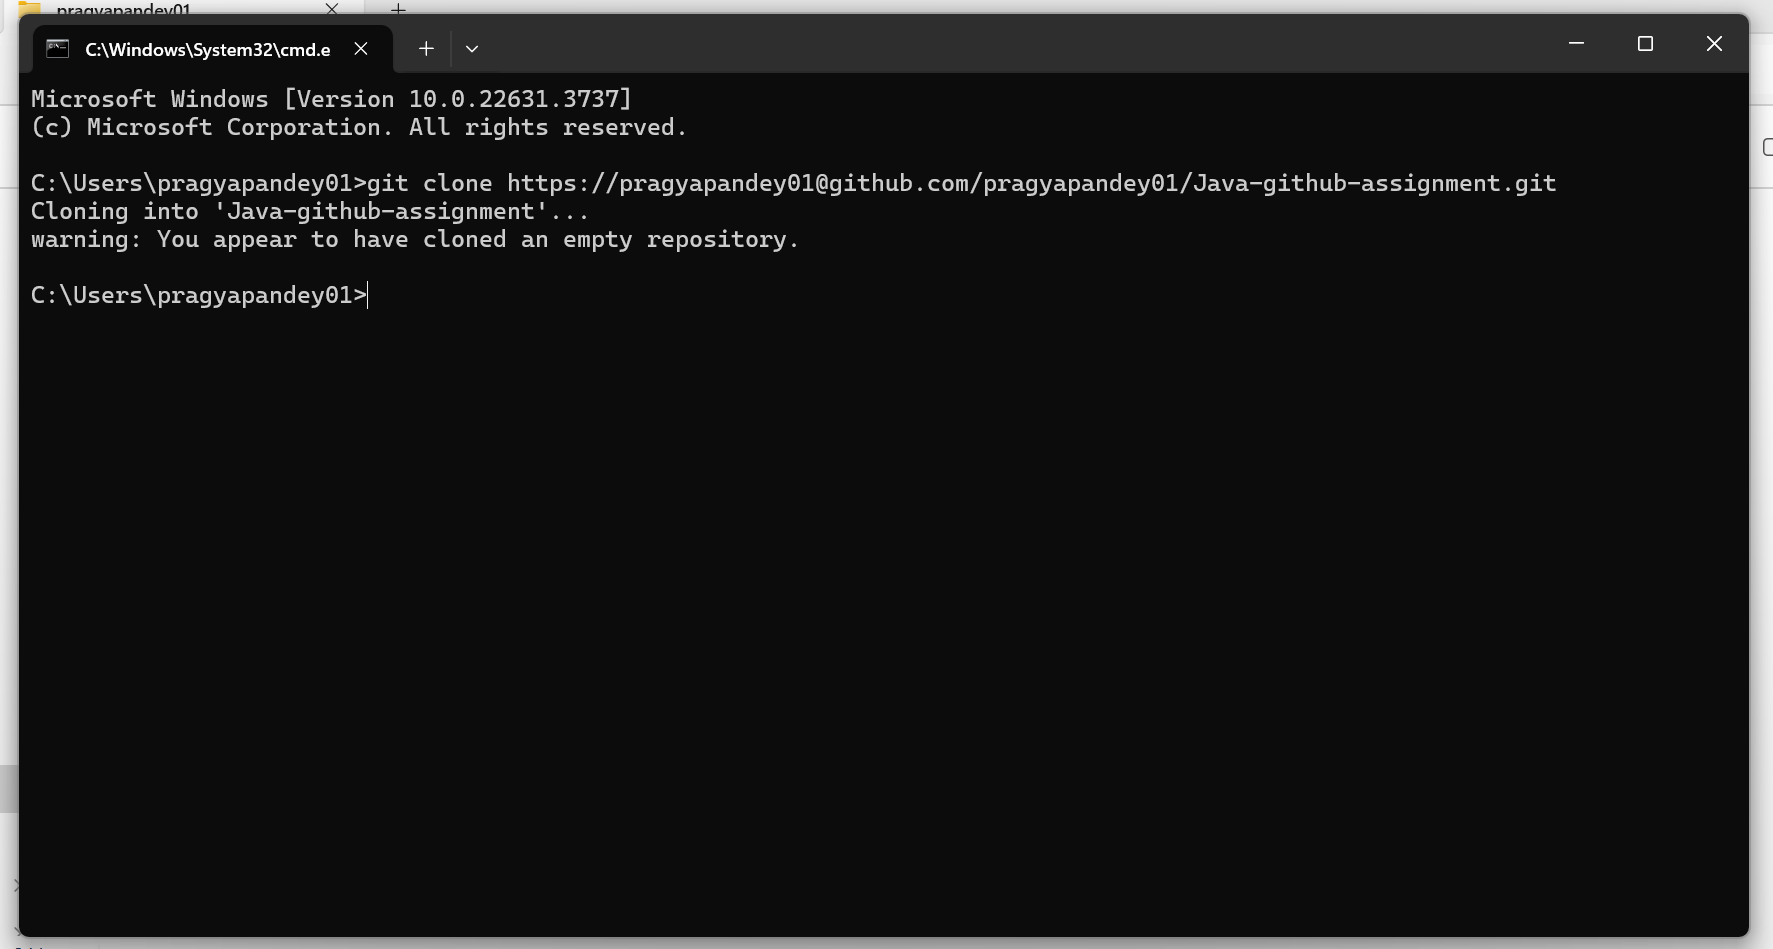 pragyapandey01
C:\Windows\System32\cmd.e
Microsoft Windows [Version 10.0.22631.3737]
(c) Microsoft Corporation. All rights reserved.
C:\Users\pragyapandey01>git clone https://pragyapandey01@github.com/pragyapandey01/Java-github-assignment.git
Cloning into 'Java-github-assignment'...
warning: You appear to have cloned an empty repository.
C:\Users\pragyapandey01>